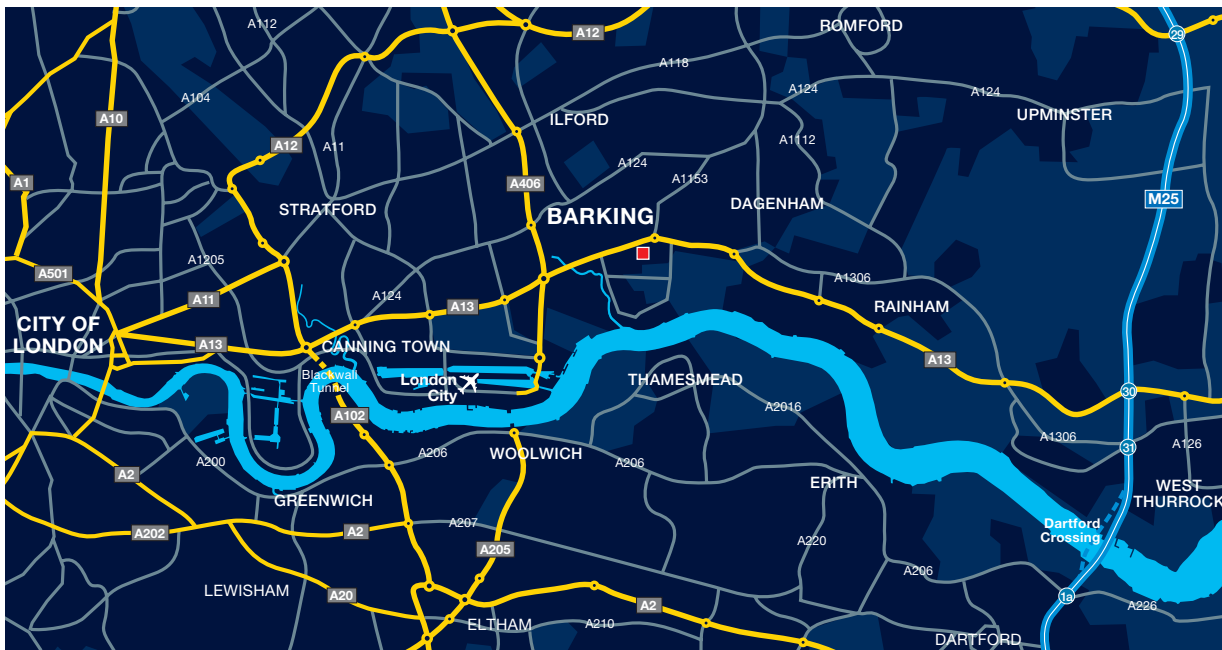 A112
A12
ROMFORD
29
A118
A104
A124
A124
A10
ILFORD
UPMINSTER
A12
A11
A1112
A124
A1
A406
A1153
M25
STRATFORD
BARKING
DAGENHAM
A1205
A501
A1306
A11
A124
A13
RAINHAM
CITY OF
LONDON
A13
CANNING TOWN
A13
Blackwall
Tunnel
London
City
THAMESMEAD
30
A102
A2016
A1306
A126
31
A200
A206
WOOLWICH
A206
A2
GREENWICH
ERITH
WEST
THURROCK
A202
A2
A207
A205
A220
Dartford
Crossing
A206
LEWISHAM
A20
A2
1a
A226
ELTHAM
A210
DARTFORD